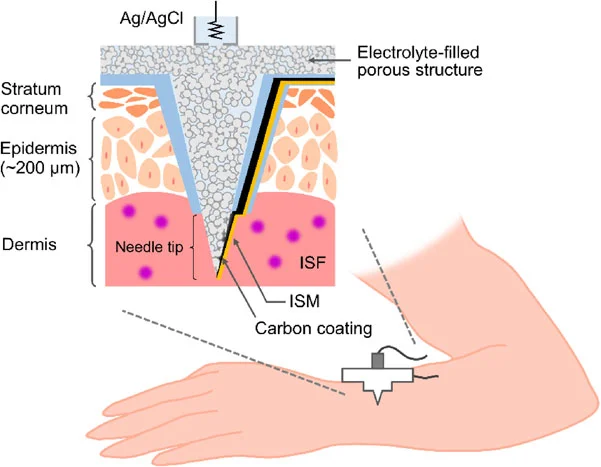 Ag/AgCl
Electrolyte-filled
porous structure
Stratum
corneum
Epidermis
(~200 μm)
Dermis
Needle tip
ISF
ISM
Carbon coating